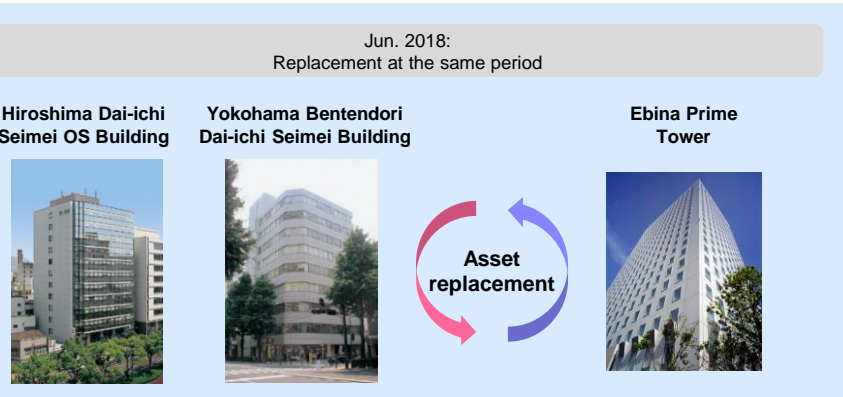 Jun. 2018:
Replacement at the same period
Hiroshima Dai-ichi
Seimei OS Building
Yokohama Bentendori
Dai-ichi Seimei Building
Ebina Prime
Tower
Asset
replacement